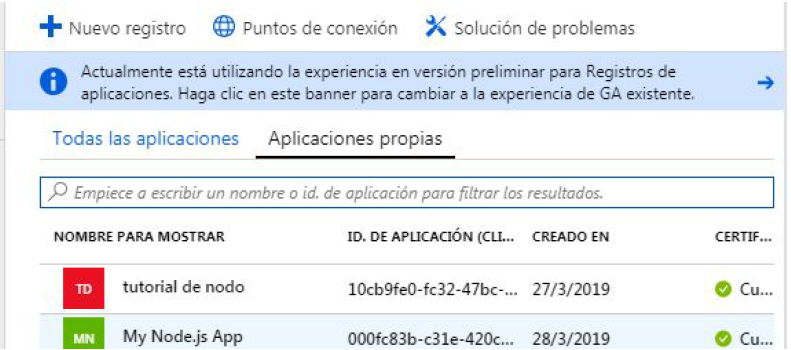 Nuevo registro Puntos de conexión Solución de problemas
Actualmente está utilizando la experiencia en versión preliminar para Registros de
aplicaciones. Haga clic en este banner para cambiar a la experiencia de GA existente.
Todas las aplicaciones Aplicaciones propias
Empiece a escribir un nombre o id. de aplicación para filtrar los resultados.
NOMBRE PARA MOSTRAR ID. DE APLICACIÓN (CLI... CREADO EN CERTIF...
TD tutorial de nodo 10cb9fe0-fc32-47bc-... 27/3/2019 Cu...
MN My Node.js App 000fc83b-c31e-420c... 28/3/2019 Cu...